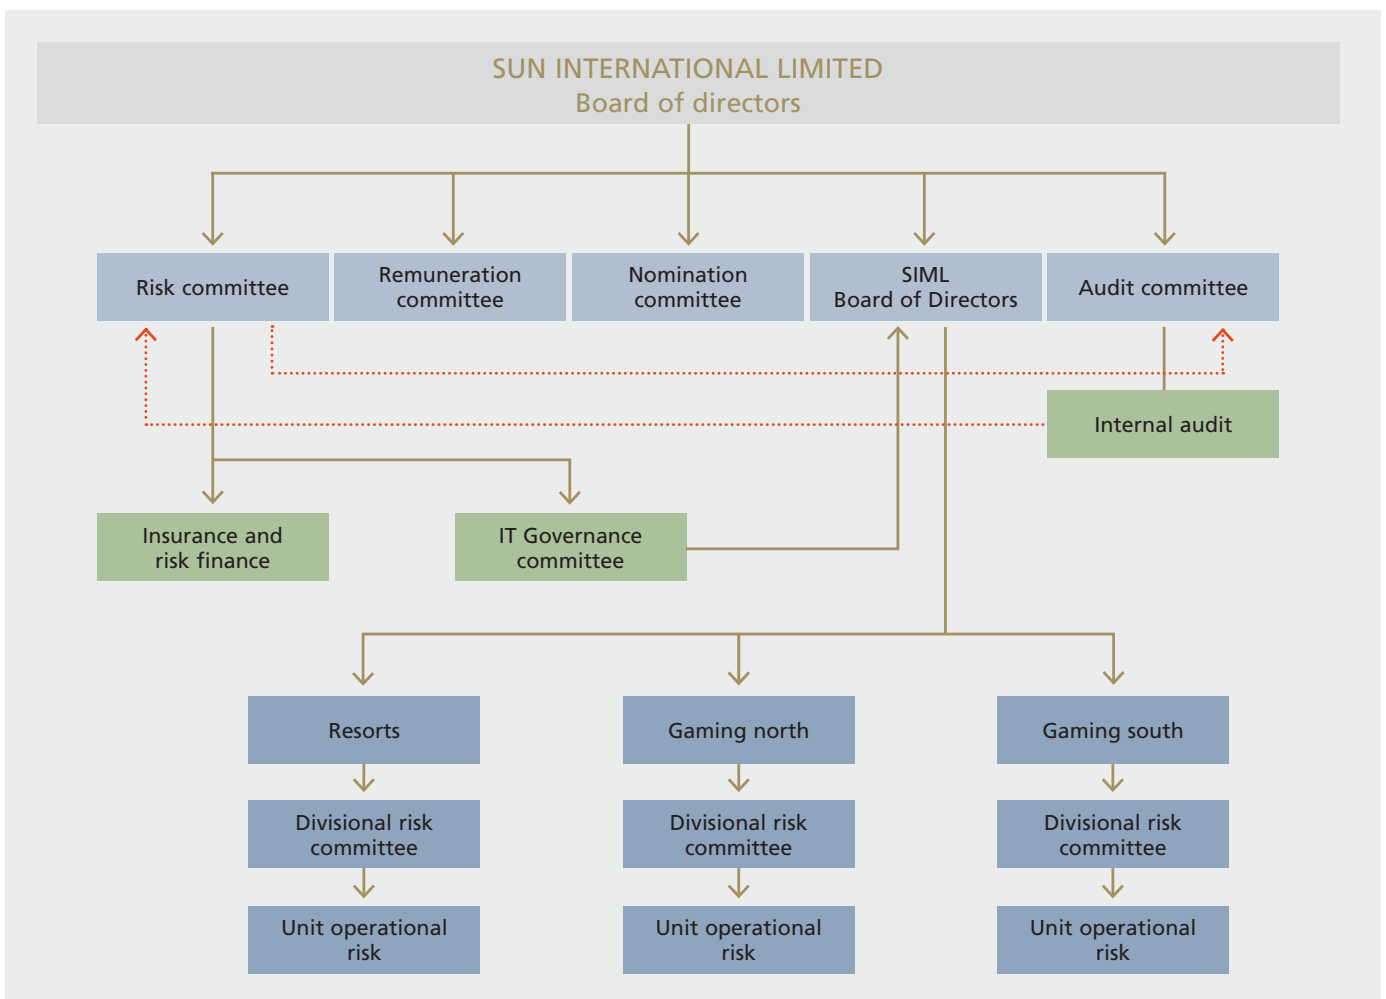 SUN INTERNATIONAL LIMITED
Board of directors
Risk committee
Remuneration
committee
Nomination
committee
SIML
Board of Directors
Audit committee
Internal audit
Insurance and
risk finance
IT Governance
committee
Resorts
Gaming north
Gaming south
Divisional risk
committee
Divisional risk
committee
Divisional risk
committee
Unit operational
risk
Unit operational
risk
Unit operational
risk